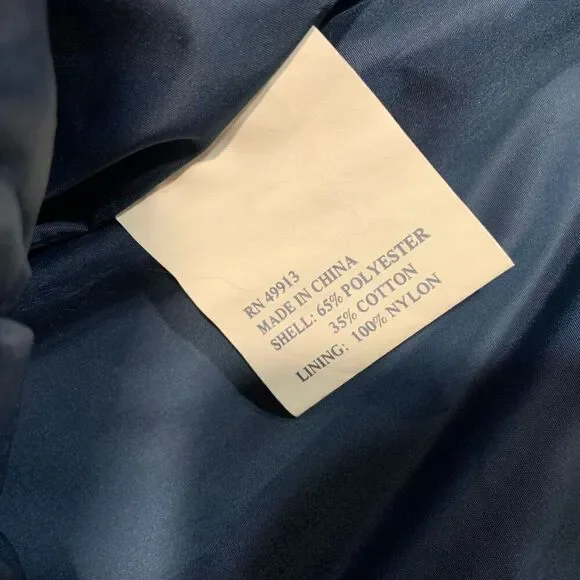 RN 49913
MADE IN CHINA
SHELL: 65% POLYESTER
35% COTTON
LINING: 100% NYLON